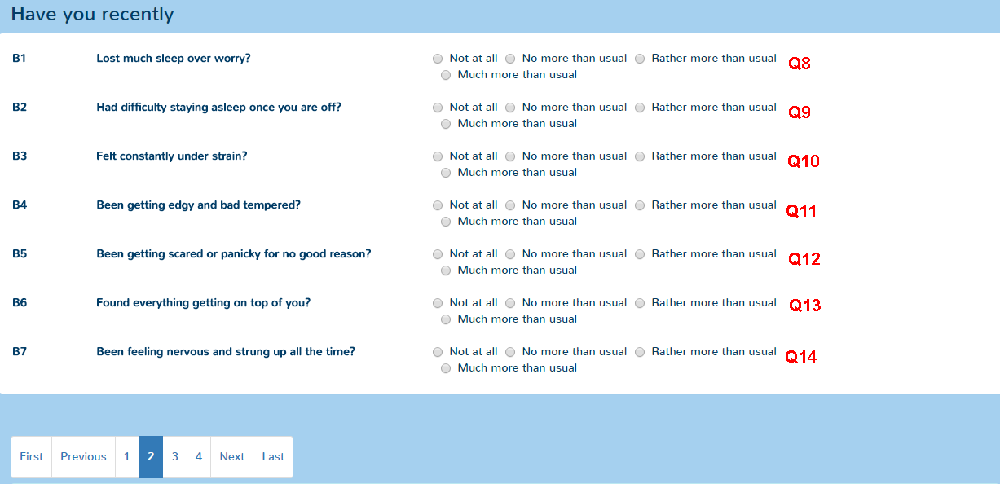 Have you recently
B1 Lost much sleep over worry? Not at all No more than usual Rather more than usual Q8
Much more than usual
B2 Had difficulty staying asleep once you are off? Not at all No more than usual Rather more than usual Q9
Much more than usual
B3 Felt constantly under strain? Not at all No more than usual Rather more than usual Q10
Much more than usual
B4 Been getting edgy and bad tempered? Not at all No more than usual Rather more than usual Q11
Much more than usual
B5 Been getting scared or panicky for no good reason? Not at all No more than usual Rather more than usual Q12
Much more than usual
B6 Found everything getting on top of you? Not at all No more than usual Rather more than usual Q13
Much more than usual
B7 Been feeling nervous and strung up all the time? Not at all No more than usual Rather more than usual Q14
Much more than usual
First Previous 1 2 3 4 Next Last